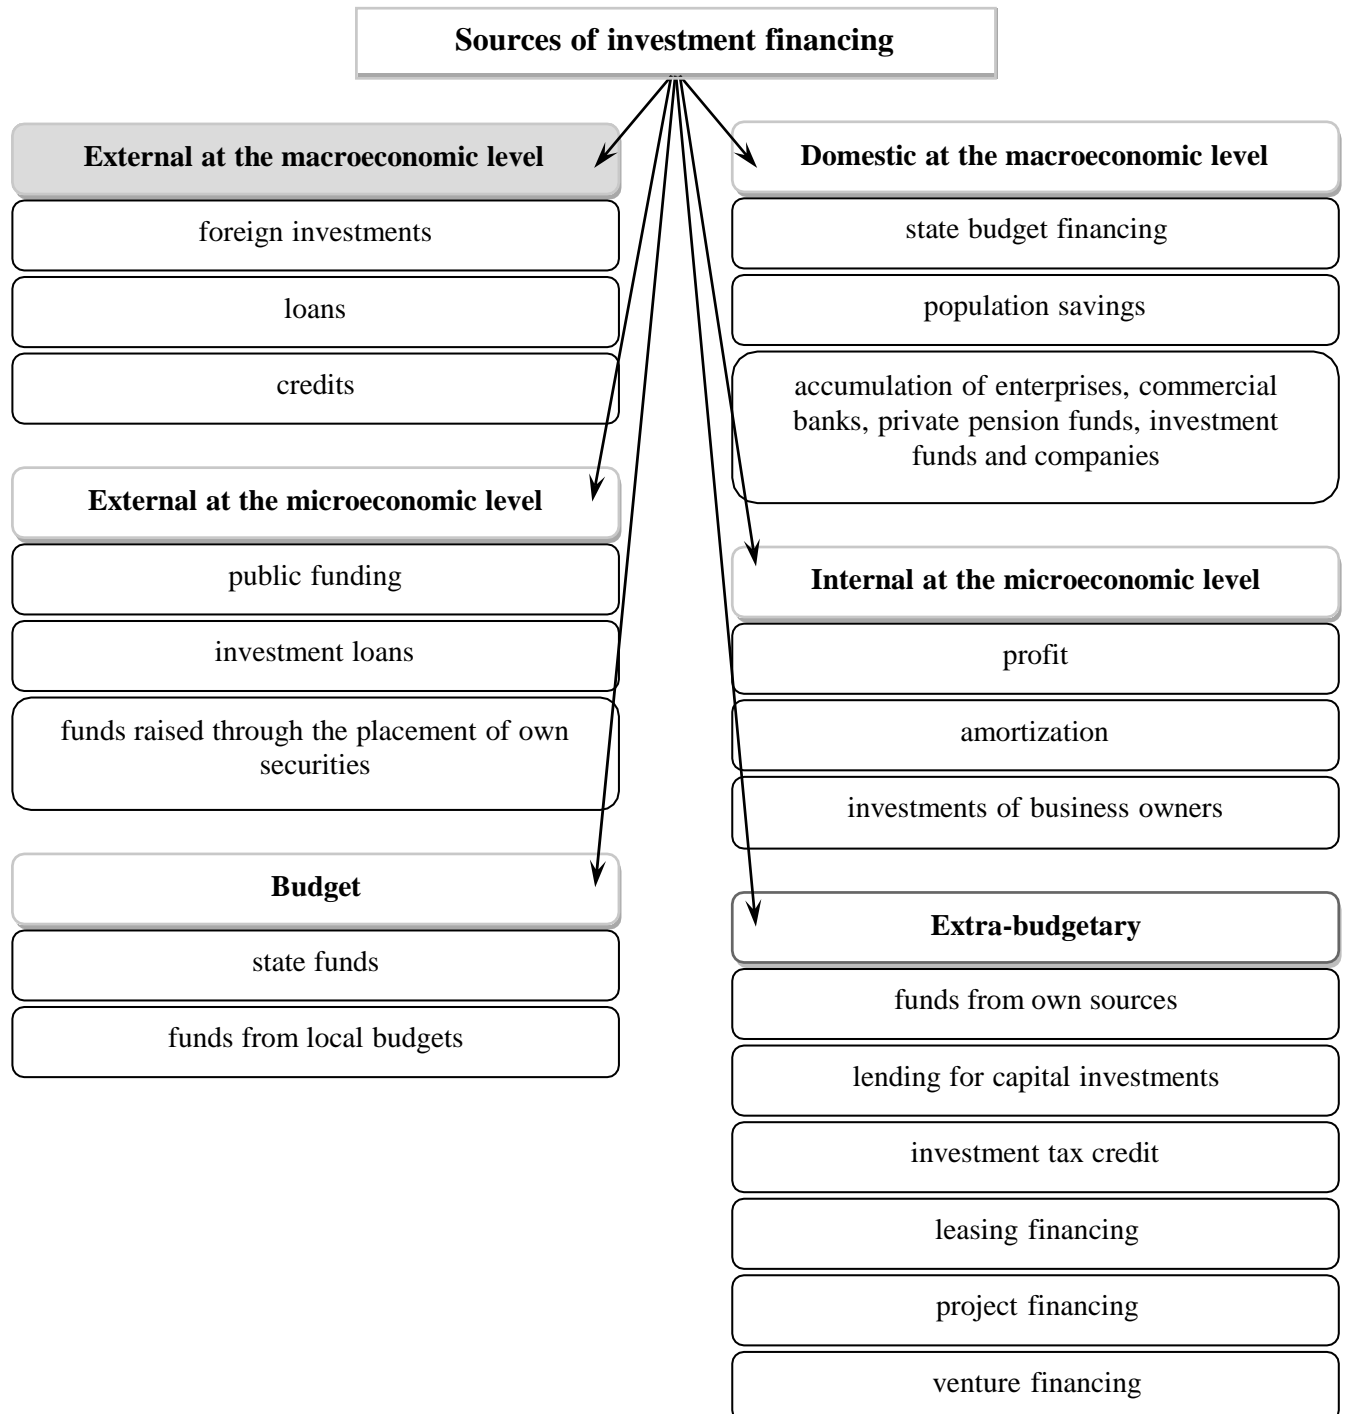 Sources of investment financing
External at the macroeconomic level
foreign investments
loans
credits
External at the microeconomic level
public funding
investment loans
funds raised through the placement of own
securities
Budget
state funds
funds from local budgets
Domestic at the macroeconomic level
state budget financing
population savings
accumulation of enterprises, commercial
banks, private pension funds, investment
funds and companies
Internal at the microeconomic level
profit
amortization
investments of business owners
Extra-budgetary
funds from own sources
lending for capital investments
investment tax credit
leasing financing
project financing
venture financing